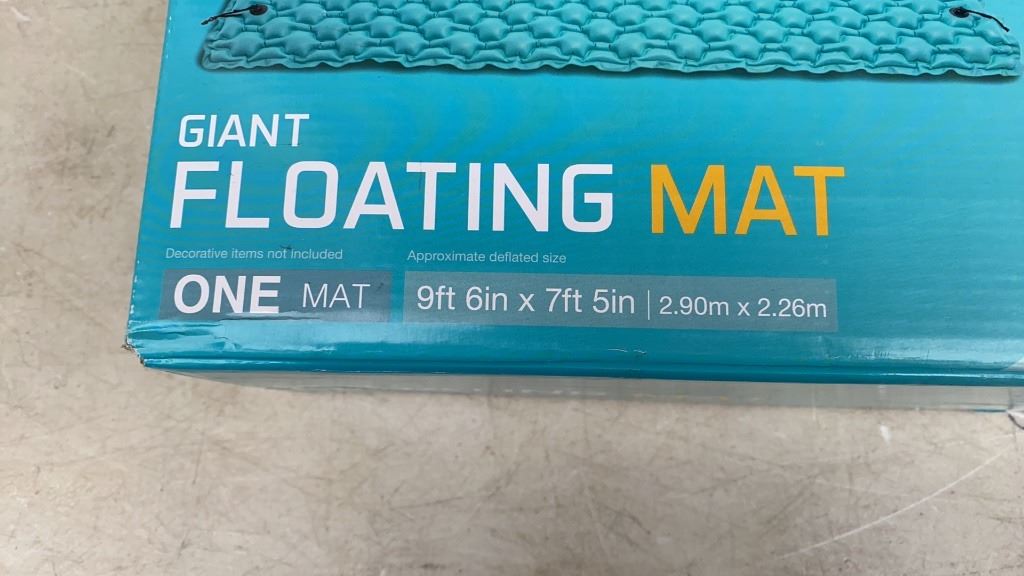 GIANT
FLOATING MAT
Decorative items not included
Approximate deflated size
ONE MAT
9ft 6in x 7ft 5in | 2.90m x 2.26m